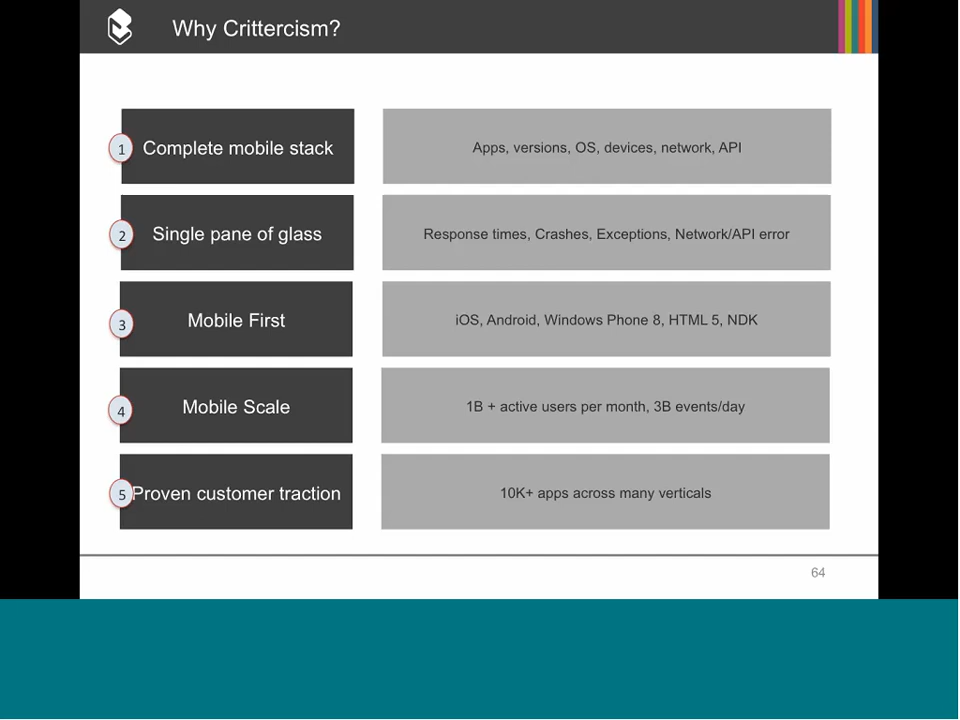 Why Crittercism?
1 Complete mobile stack
Apps, versions, OS, devices, network, API
2 Single pane of glass
Response times, Crashes, Exceptions, Network/API error
3 Mobile First
iOS, Android, Windows Phone 8, HTML 5, NDK
4 Mobile Scale
1B + active users per month, 3B events/day
5 Proven customer traction
10K+ apps across many verticals
64